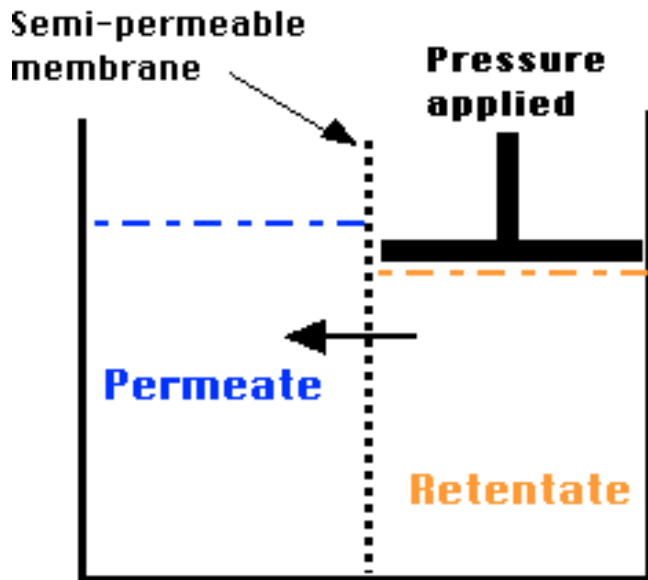 Semi-permeable
membrane
Pressure
applied
Permeate
Retentate